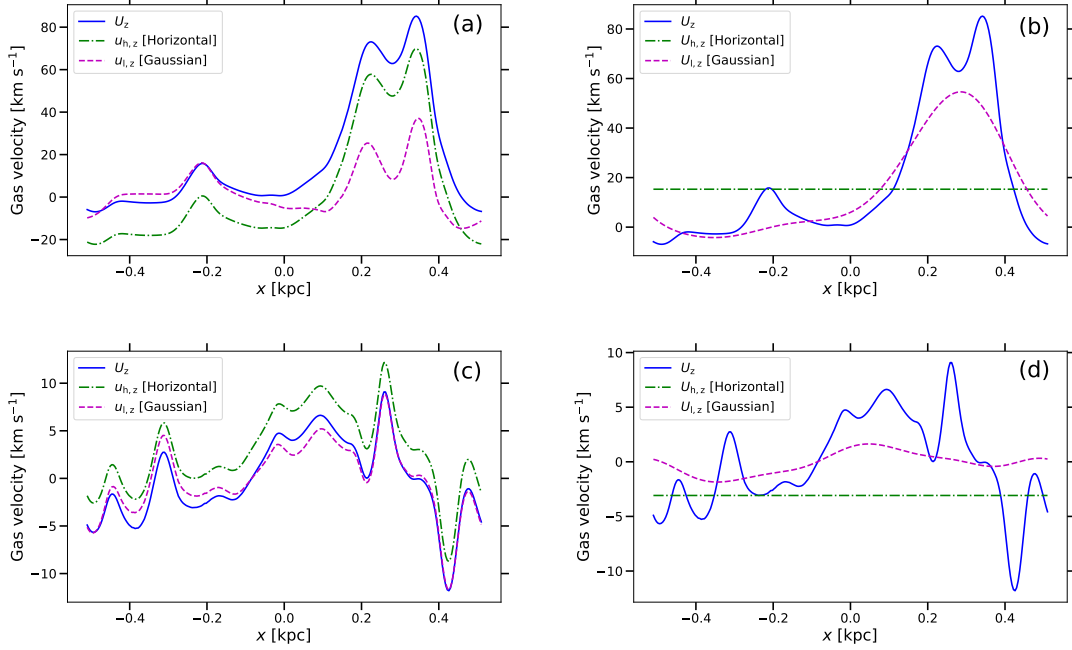 (a)
U_z
u_h,z [Horizontal]
u_l,z [Gaussian]
Gas velocity [km s⁻¹]
80
60
40
20
0
−20
−0.4 −0.2 0.0 0.2 0.4
x [kpc]
(b)
U_z
U_h,z [Horizontal]
U_l,z [Gaussian]
Gas velocity [km s⁻¹]
80
60
40
20
0
−0.4 −0.2 0.0 0.2 0.4
x [kpc]
(c)
U_z
u_h,z [Horizontal]
u_l,z [Gaussian]
Gas velocity [km s⁻¹]
10
5
0
−5
−10
−0.4 −0.2 0.0 0.2 0.4
x [kpc]
(d)
U_z
U_h,z [Horizontal]
U_l,z [Gaussian]
Gas velocity [km s⁻¹]
10
5
0
−5
−10
−0.4 −0.2 0.0 0.2 0.4
x [kpc]